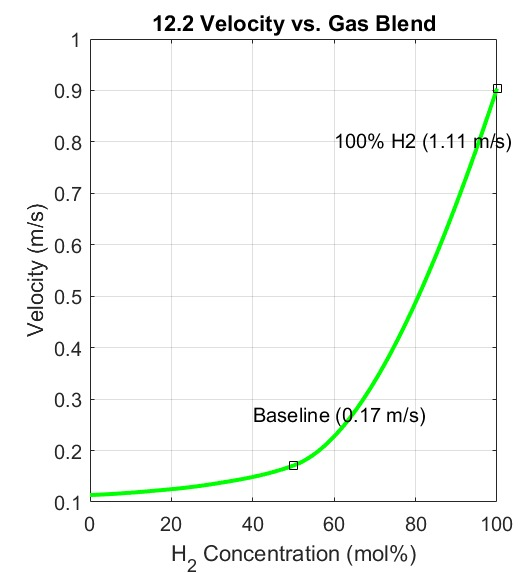 12.2 Velocity vs. Gas Blend
1
0.9
0.8
0.7
0.6
0.5
0.4
0.3
0.2
0.1
Velocity (m/s)
100% H2 (1.11 m/s)
Baseline (0.17 m/s)
0 20 40 60 80 100
H₂ Concentration (mol%)